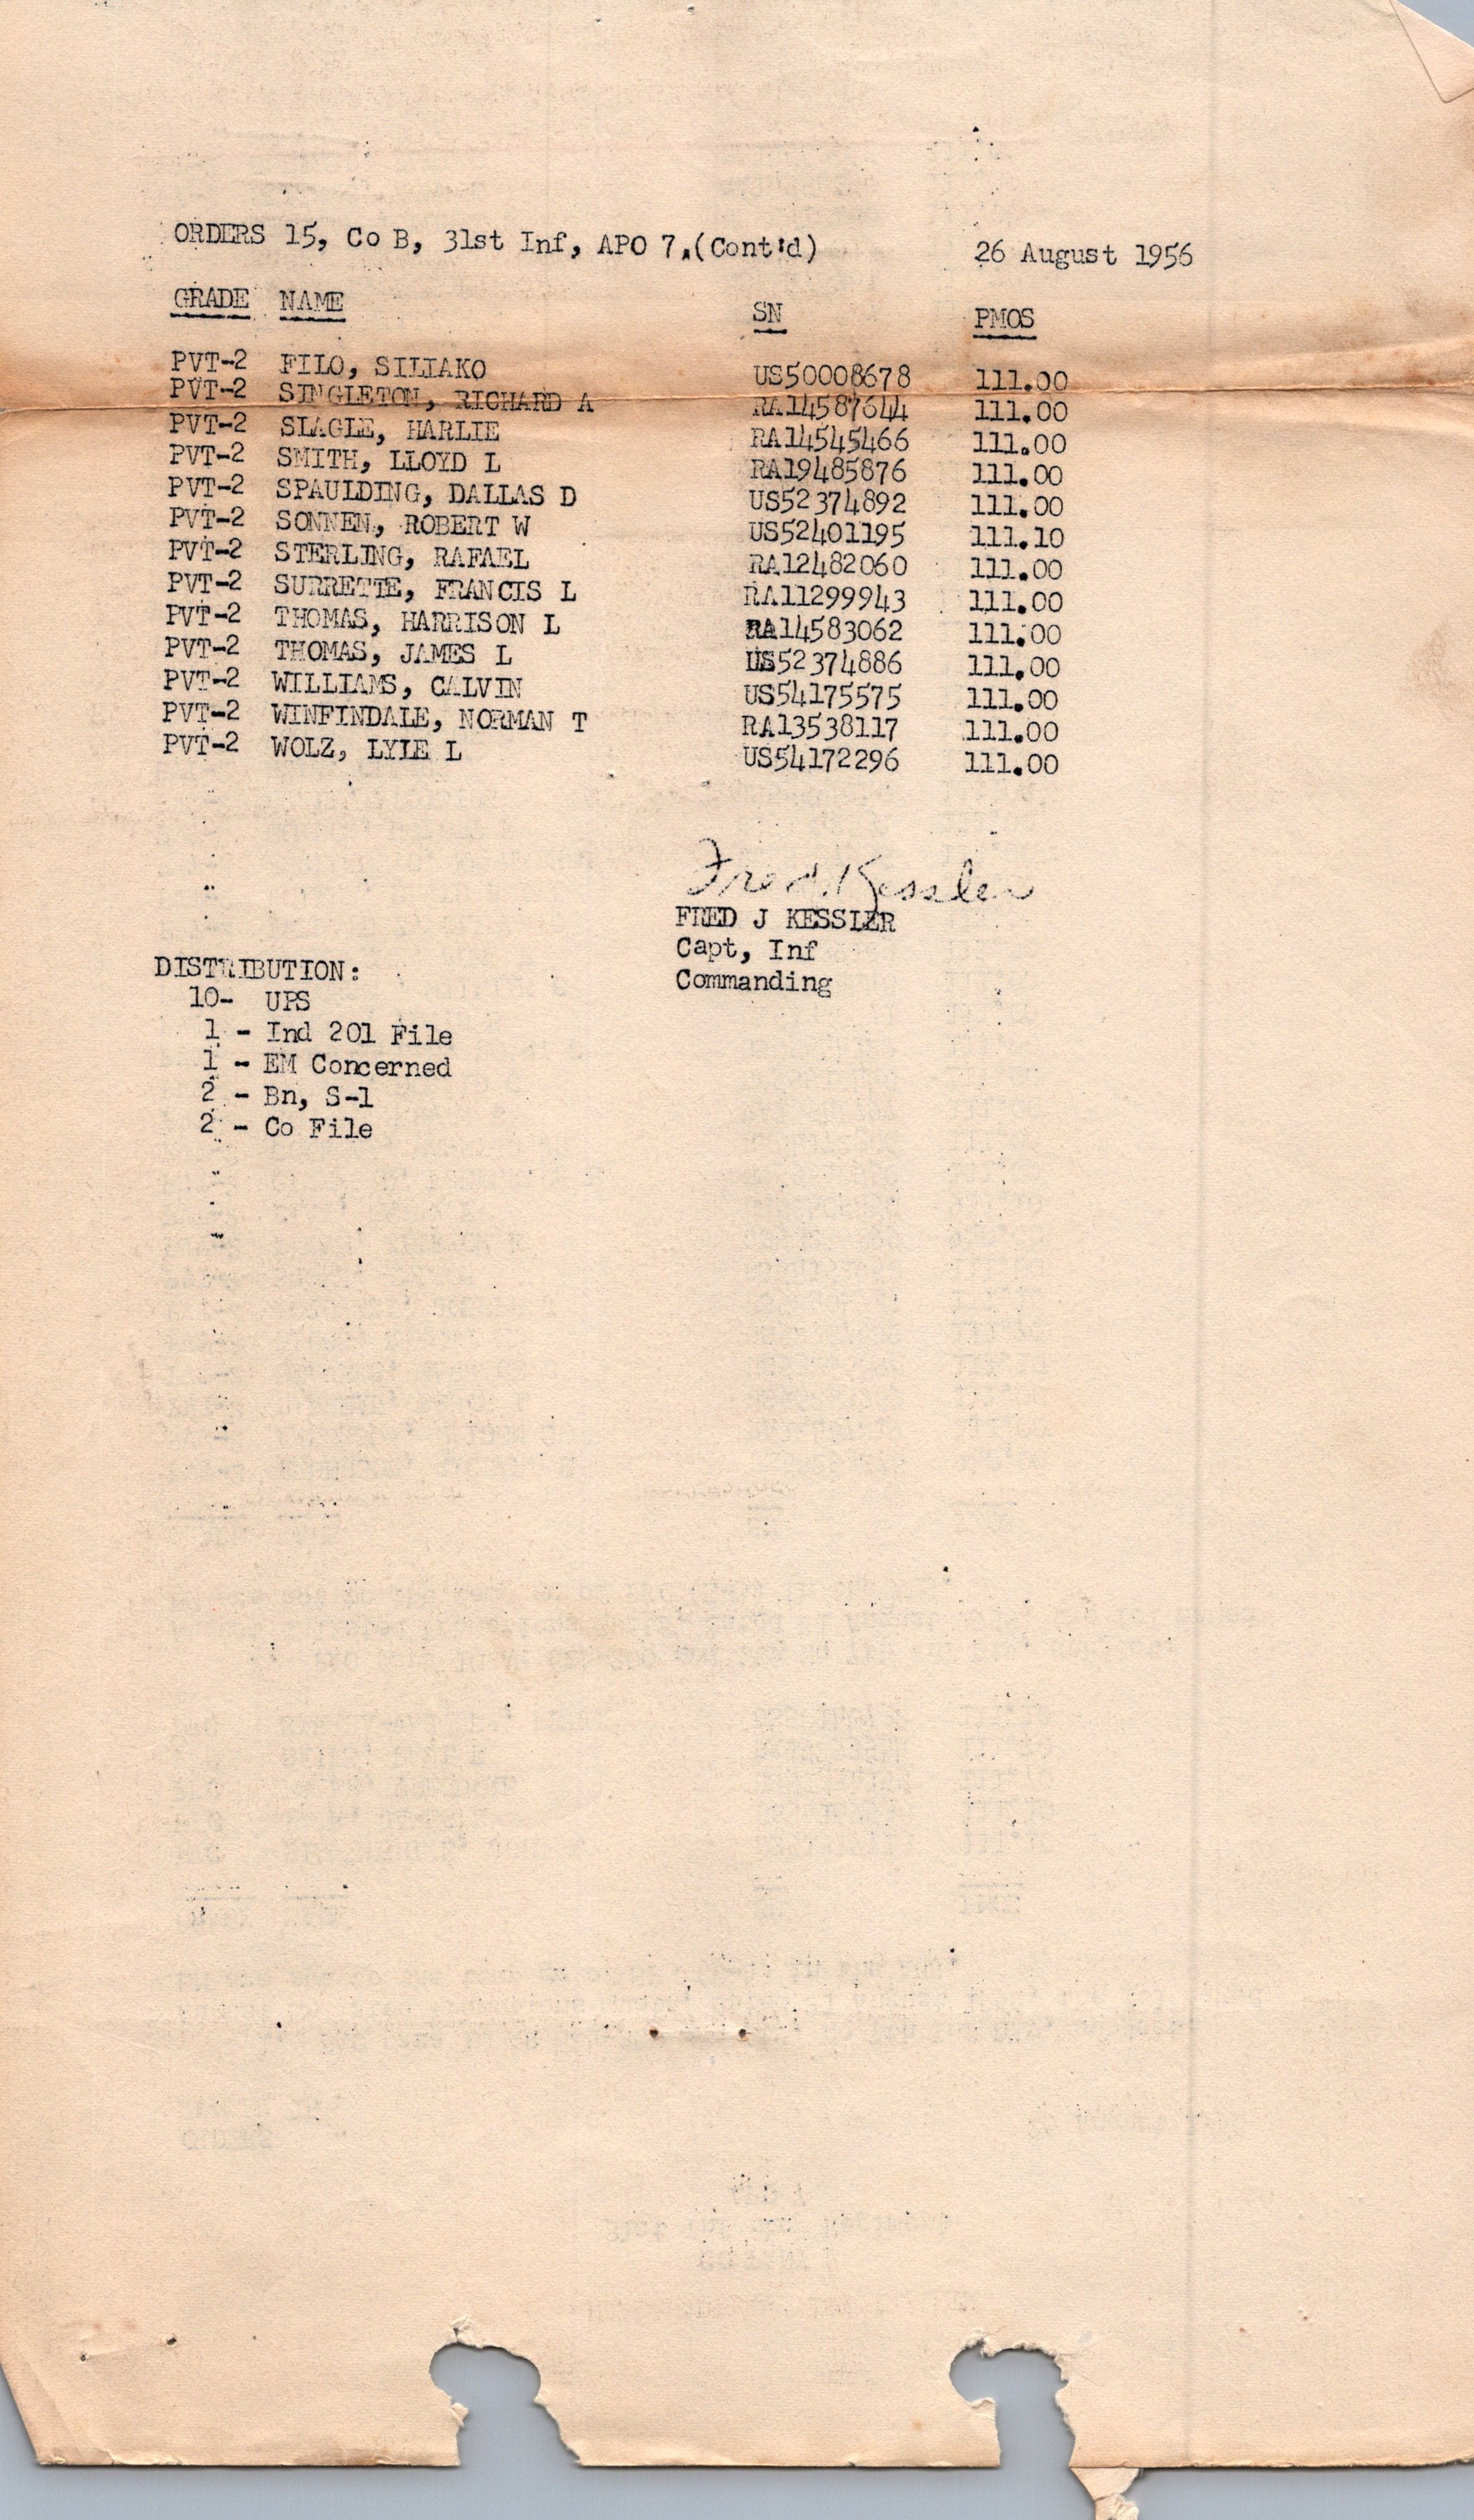 ORDERS 15, Co B, 31st Inf, APO 7,(Cont'd) 26 August 1956
GRADE NAME SN PMOS
PVT-2 FILO, SILIAKO US50008678 111.00
PVT-2 SINGLETON, RICHARD A RA14587644 111.00
PVT-2 SLAGLE, HARLIE RA14545466 111.00
PVT-2 SMITH, LLOYD L RA19485876 111.00
PVT-2 SPAULDING, DALLAS D US52374892 111.00
PVT-2 SONNEN, ROBERT W US52401195 111.10
PVT-2 STERLING, RAFAEL RA12482060 111.00
PVT-2 SURRETTE, FRANCIS L RA11299943 111.00
PVT-2 THOMAS, HARRISON L RA14583062 111.00
PVT-2 THOMAS, JAMES L US52374886 111.00
PVT-2 WILLIAMS, CALVIN US54175575 111.00
PVT-2 WINFINDALE, NORMAN T RA13538117 111.00
PVT-2 WOLZ, LYLE L US54172296 111.00
Fred J. Kessler
FRED J KESSLER
Capt, Inf
Commanding
DISTRIBUTION:
10- UPS
1 - Ind 201 File
1 - EM Concerned
2 - Bn, S-1
2 - Co File